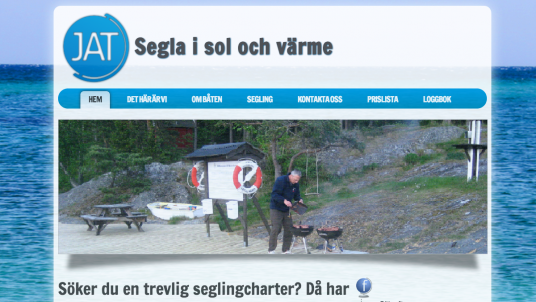 JAT
Segla i sol och värme
HEM DET HÄR ÄR VI OM BÅTEN SEGLING KONTAKTA OSS PRISLISTA LOGGBOK
Söker du en trevlig seglingcharter? Då har